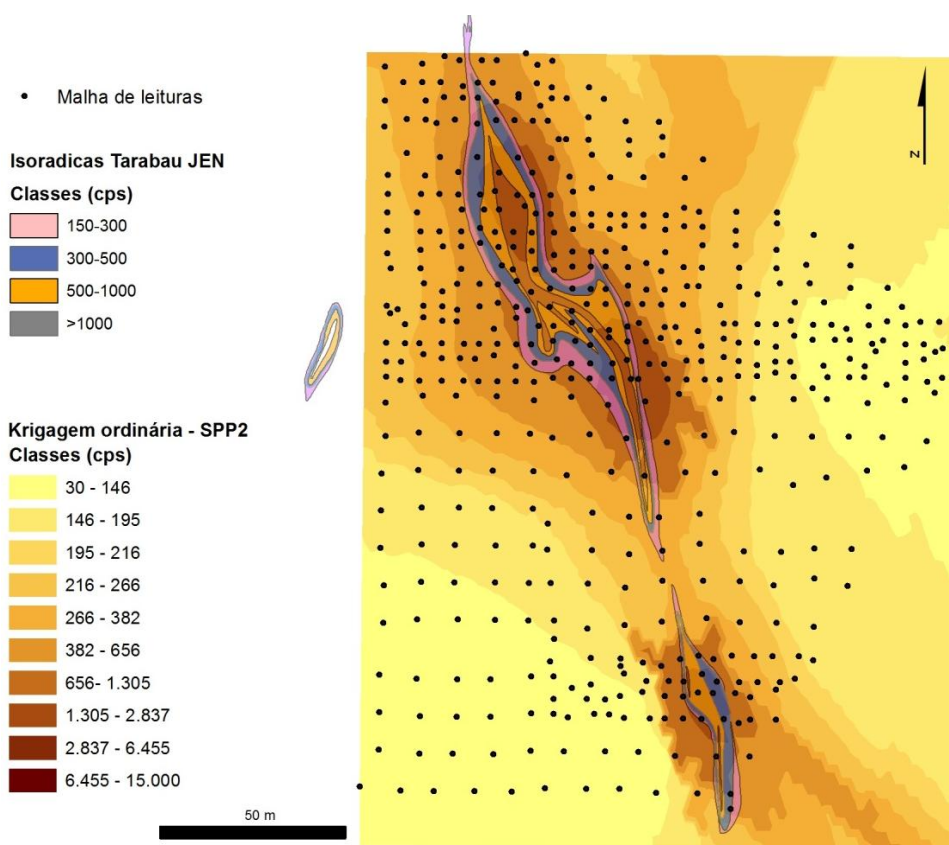 Malha de leituras
Isoradicas Tarabau JEN
Classes (cps)
150-300
300-500
500-1000
>1000
Krigagem ordinária - SPP2
Classes (cps)
30 - 146
146 - 195
195 - 216
216 - 266
266 - 382
382 - 656
656- 1.305
1.305 - 2.837
2.837 - 6.455
6.455 - 15.000
50 m
N